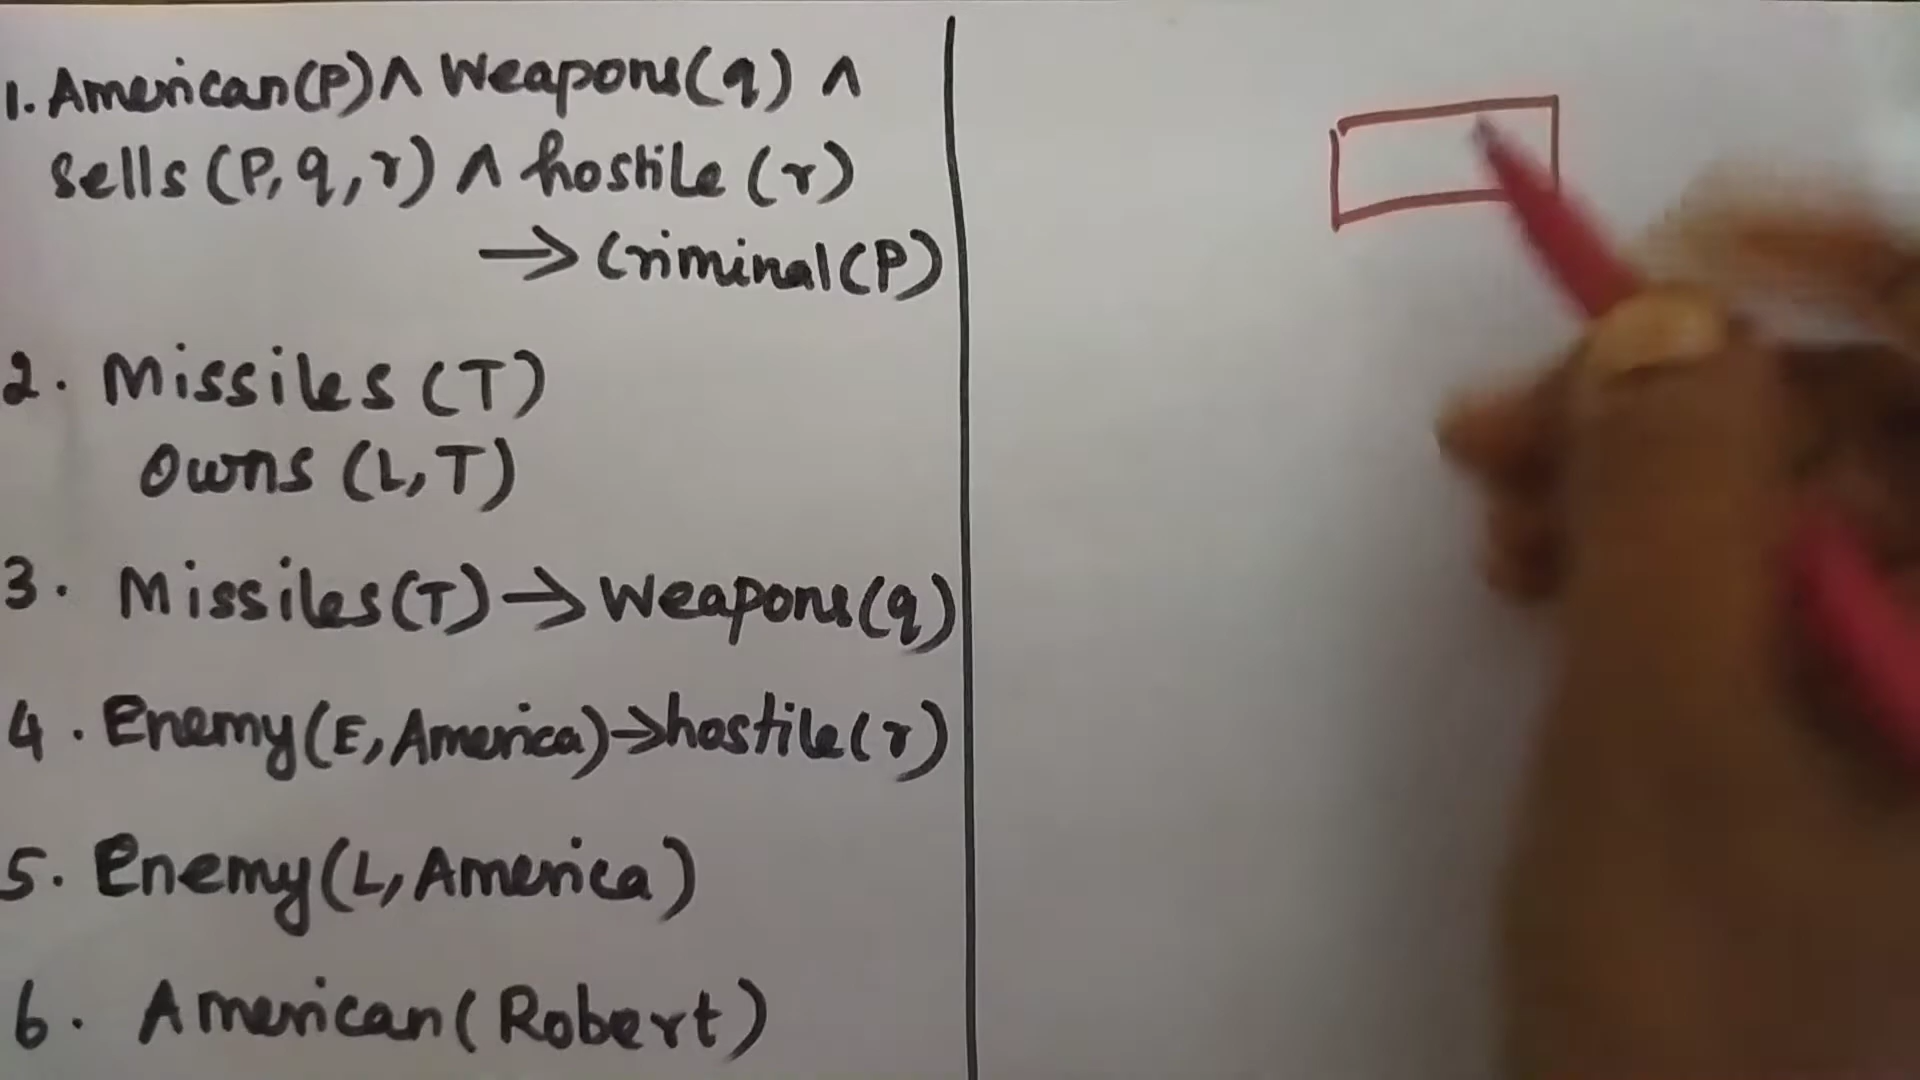 1. American(P) ∧ Weapons(q) ∧
sells (P, q, r) ∧ hostile (r)
→ Criminal(P)
2. Missiles (T)
Owns (L, T)
3. Missiles(T) → Weapons(q)
4. Enemy(E, America) → hostile(r)
5. Enemy(L, America)
6. American(Robert)